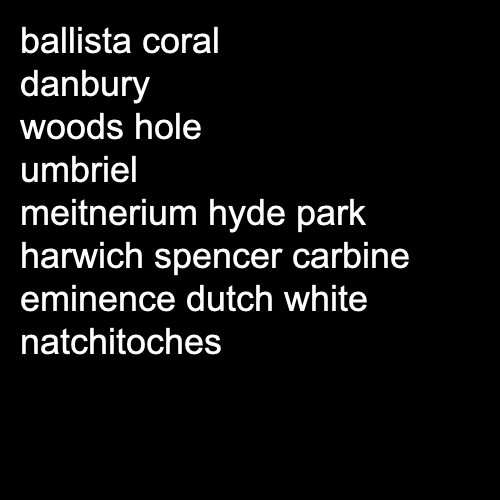 ballista coral
danbury
woods hole
umbriel
meitnerium hyde park
harwich spencer carbine
eminence dutch white
natchitoches